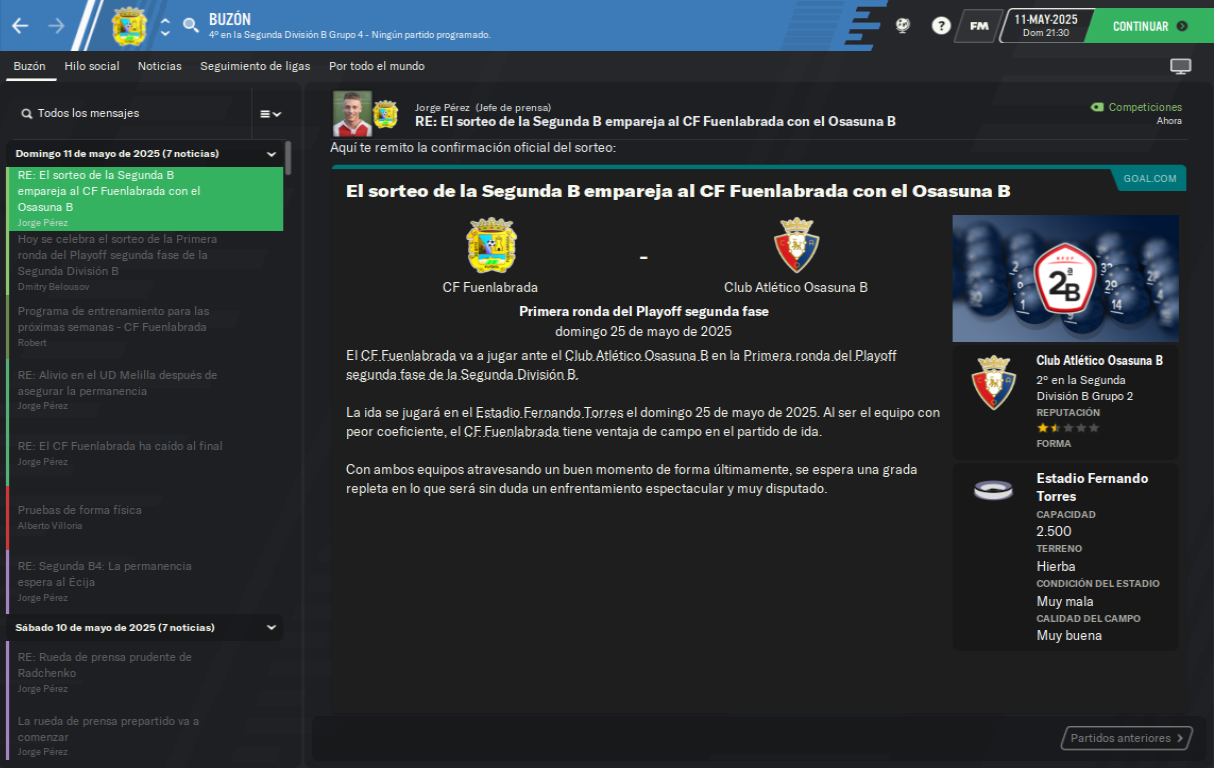 BUZÓN
4º en la Segunda División B Grupo 4 - Ningún partido programado.
?
FM
11-MAY-2025
Dom 21:30
CONTINUAR
Buzón
Hilo social
Noticias
Seguimiento de ligas
Por todo el mundo
Todos los mensajes
Domingo 11 de mayo de 2025 (7 noticias)
RE: El sorteo de la Segunda B
empareja al CF Fuenlabrada con el
Osasuna B
Jorge Pérez
Hoy se celebra el sorteo de la Primera
ronda del Playoff segunda fase de la
Segunda División B
Dmitry Belousov
Programa de entrenamiento para las
próximas semanas - CF Fuenlabrada
Robert
RE: Alivio en el UD Melilla después de
asegurar la permanencia
Jorge Pérez
RE: El CF Fuenlabrada ha caído al final
Jorge Pérez
Pruebas de forma física
Alberto Villoria
RE: Segunda B4: La permanencia
espera al Écija
Jorge Pérez
Sábado 10 de mayo de 2025 (7 noticias)
RE: Rueda de prensa prudente de
Radchenko
Jorge Pérez
La rueda de prensa prepartido va a
comenzar
Jorge Pérez
Jorge Pérez (Jefe de prensa)
RE: El sorteo de la Segunda B empareja al CF Fuenlabrada con el Osasuna B
Competiciones
Ahora
Aquí te remito la confirmación oficial del sorteo:
GOAL.COM
El sorteo de la Segunda B empareja al CF Fuenlabrada con el Osasuna B
-
CF Fuenlabrada
Club Atlético Osasuna B
Primera ronda del Playoff segunda fase
domingo 25 de mayo de 2025
El CF Fuenlabrada va a jugar ante el Club Atlético Osasuna B en la Primera ronda del Playoff
segunda fase de la Segunda División B.
La ida se jugará en el Estadio Fernando Torres el domingo 25 de mayo de 2025. Al ser el equipo con
peor coeficiente, el CF Fuenlabrada tiene ventaja de campo en el partido de ida.
Con ambos equipos atravesando un buen momento de forma últimamente, se espera una grada
repleta en lo que será sin duda un enfrentamiento espectacular y muy disputado.
2ªB
14
Club Atlético Osasuna B
2º en la Segunda
División B Grupo 2
REPUTACIÓN
FORMA
Estadio Fernando
Torres
CAPACIDAD
2.500
TERRENO
Hierba
CONDICIÓN DEL ESTADIO
Muy mala
CALIDAD DEL CAMPO
Muy buena
Partidos anteriores